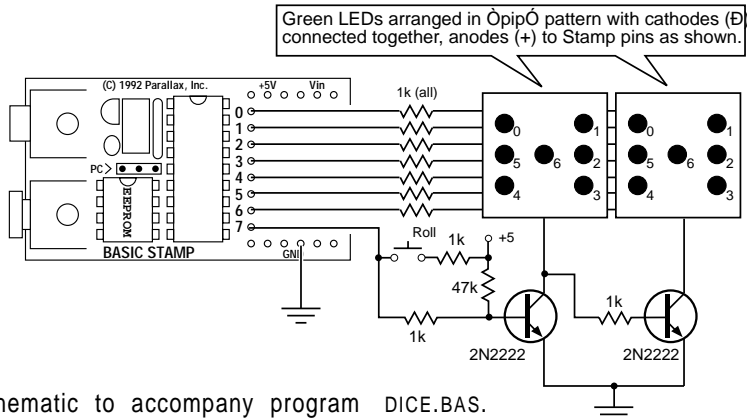 Green LEDs arranged in ÒpipÓ pattern with cathodes (Ð)
connected together, anodes (+) to Stamp pins as shown.
(C) 1992 Parallax, Inc.
+5V Vin
1k (all)
0
1
2
3
4
5
6
7
PC>
EEPROM
BASIC STAMP
GND
0 1
5 6 2
4 3
0 1
5 6 2
4 3
Roll 1k +5
47k
1k
1k
2N2222 2N2222
hematic to accompany program DICE.BAS.